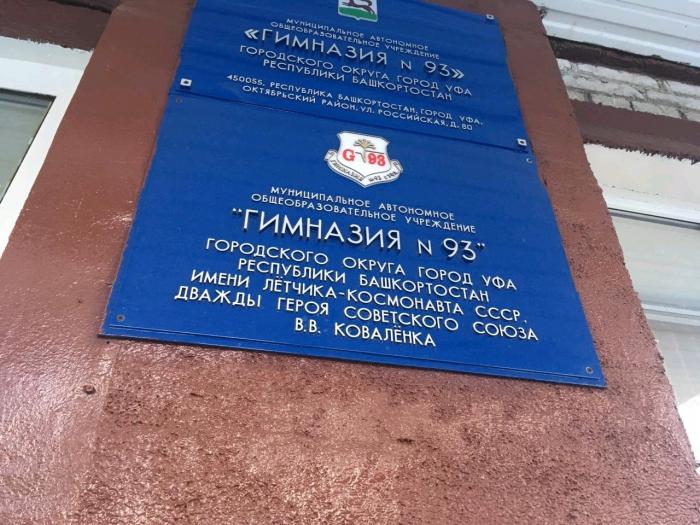 МУНИЦИПАЛЬНОЕ АВТОНОМНОЕ
ОБЩЕОБРАЗОВАТЕЛЬНОЕ УЧРЕЖДЕНИЕ
«ГИМНАЗИЯ N 93»
ГОРОДСКОГО ОКРУГА ГОРОД УФА
РЕСПУБЛИКИ БАШКОРТОСТАН
450055, РЕСПУБЛИКА БАШКОРТОСТАН, ГОРОД УФА,
ОКТЯБРЬСКИЙ РАЙОН, УЛ. РОССИЙСКАЯ, Д. 80
G 93
МУНИЦИПАЛЬНОЕ АВТОНОМНОЕ
ОБЩЕОБРАЗОВАТЕЛЬНОЕ УЧРЕЖДЕНИЕ
"ГИМНАЗИЯ N 93"
ГОРОДСКОГО ОКРУГА ГОРОД УФА
РЕСПУБЛИКИ БАШКОРТОСТАН
ИМЕНИ ЛЁТЧИКА-КОСМОНАВТА СССР,
ДВАЖДЫ ГЕРОЯ СОВЕТСКОГО СОЮЗА
В.В. КОВАЛЁНКА